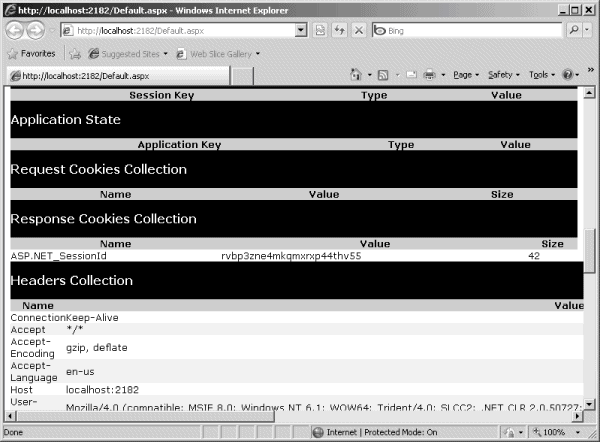 http://localhost:2182/Default.aspx - Windows Internet Explorer
http://localhost:2182/Default.aspx Bing
Favorites Suggested Sites Web Slice Gallery
http://localhost:2182/Default.aspx Page Safety Tools
Session Key Type Value
Application State
Application Key Type Value
Request Cookies Collection
Name Value Size
Response Cookies Collection
Name Value Size
ASP.NET_SessionId rvbp3zne4mkqmxrxp44thv55 42
Headers Collection
Name Value
Connection Keep-Alive
Accept */*
Accept-
Encoding gzip, deflate
Accept-
Language en-us
Host localhost:2182
User- Mozilla/4.0 (compatible; MSIE 8.0; Windows NT 6.1; WOW64; Trident/4.0; SLCC2; .NET CLR 2.0.50727;
Done Internet | Protected Mode: On 100%